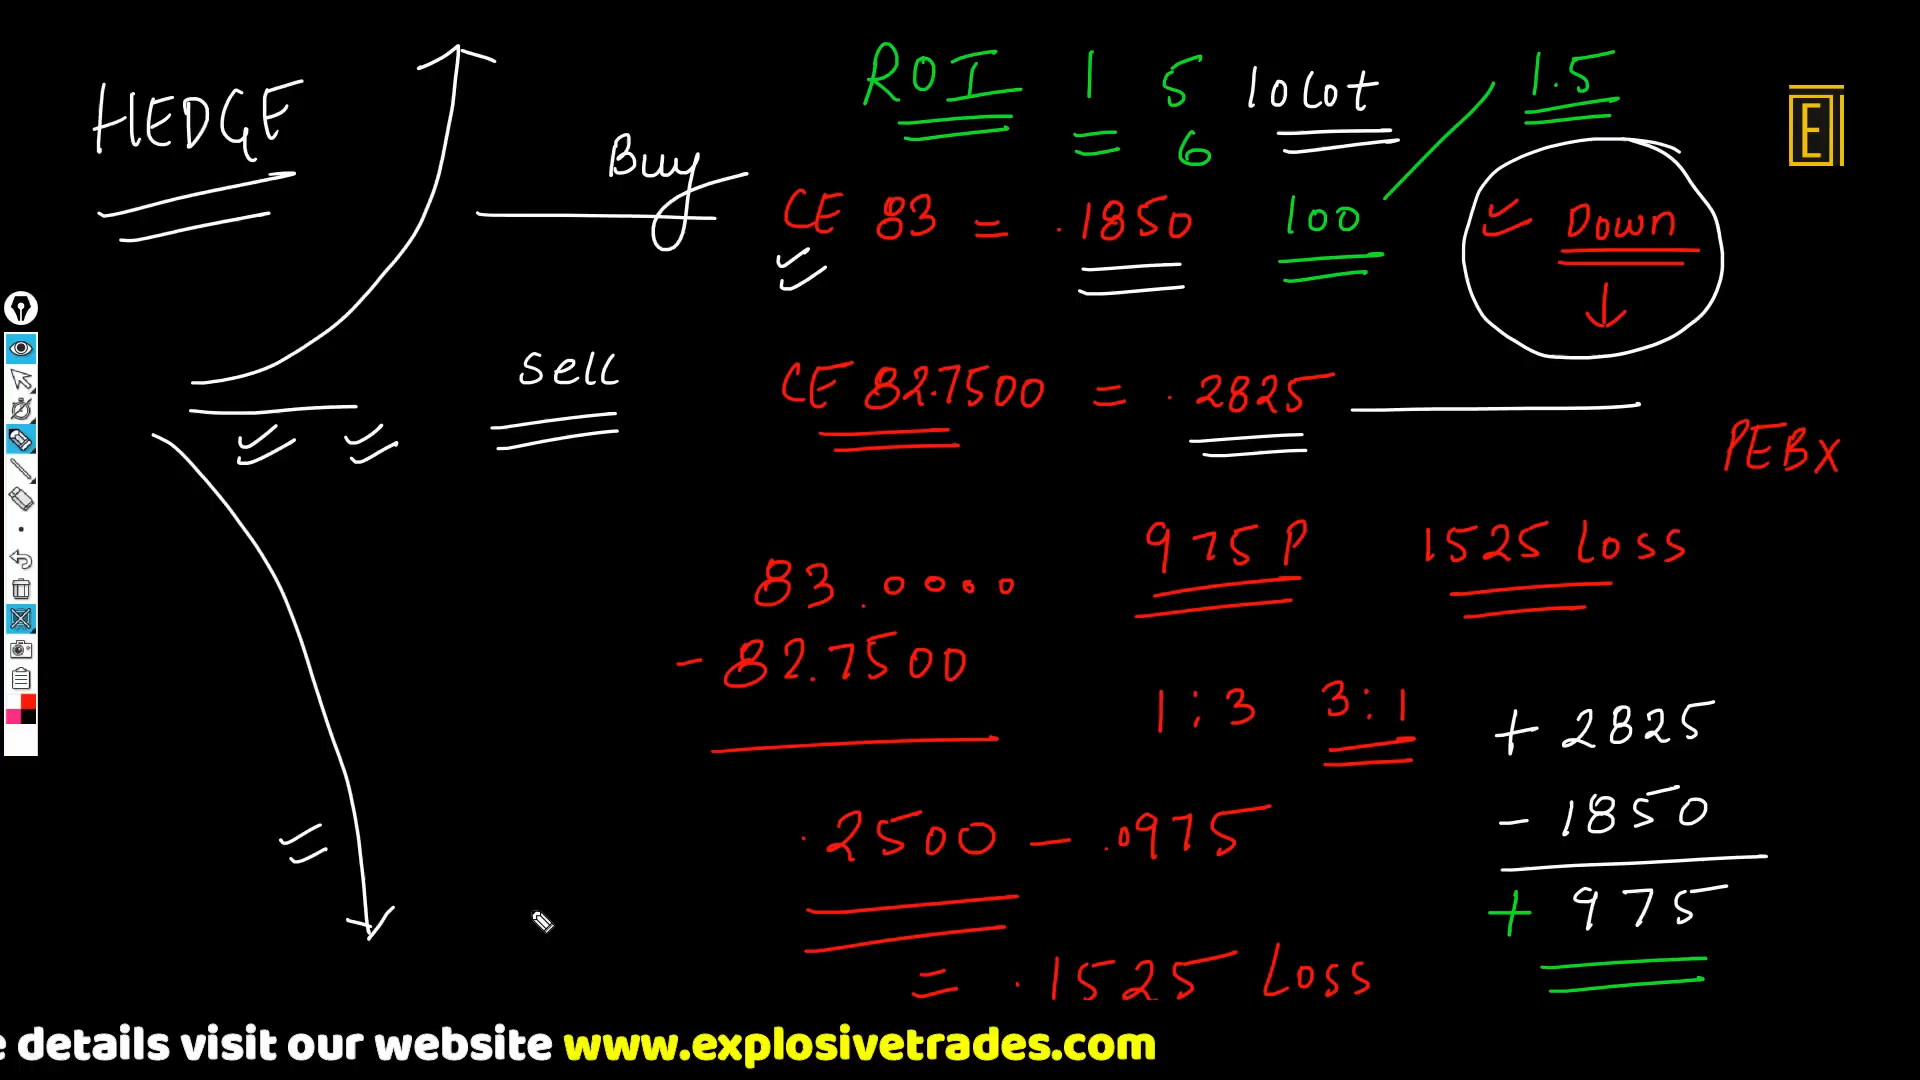 HEDGE
ROI 1 5 10 Lot 1.5
6
Buy
CE 83 = .1850 100 Down
Sell
CE 82.7500 = .2825
PEBX
975 P 1525 Loss
83.0000
- 82.7500
1:3 3:1
+ 2825
- 1850
+ 975
.2500 - .0975
= .1525 Loss
E
e details visit our website www.explosivetrades.com